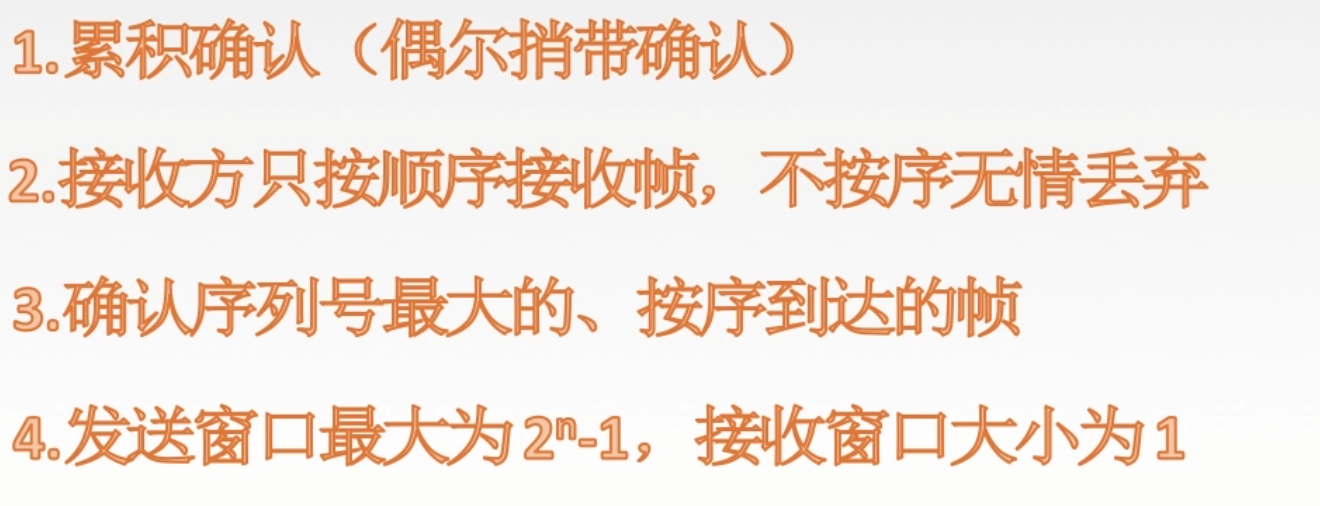 1.累积确认（偶尔捎带确认）
2.接收方只按顺序接收帧，不按序无情丢弃
3.确认序列号最大的、按序到达的帧
4.发送窗口最大为2ⁿ-1，接收窗口大小为1